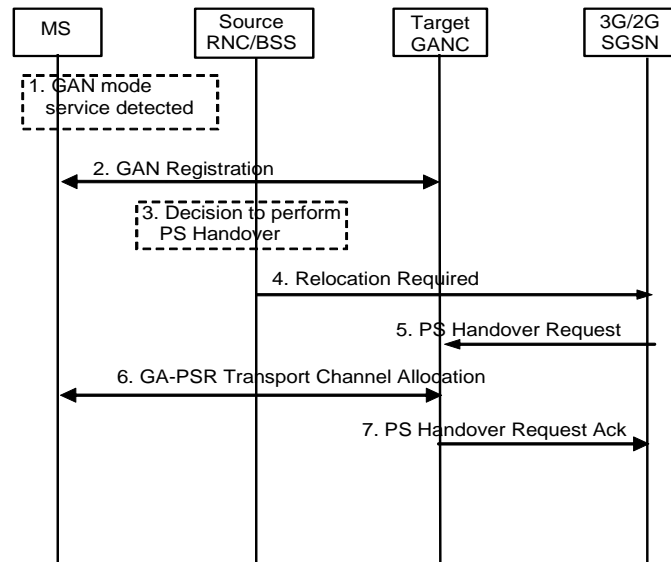 MS
Source
RNC/BSS
Target
GANC
3G/2G
SGSN
1. GAN mode
service detected
2. GAN Registration
3. Decision to perform
PS Handover
4. Relocation Required
5. PS Handover Request
6. GA-PSR Transport Channel Allocation
7. PS Handover Request Ack